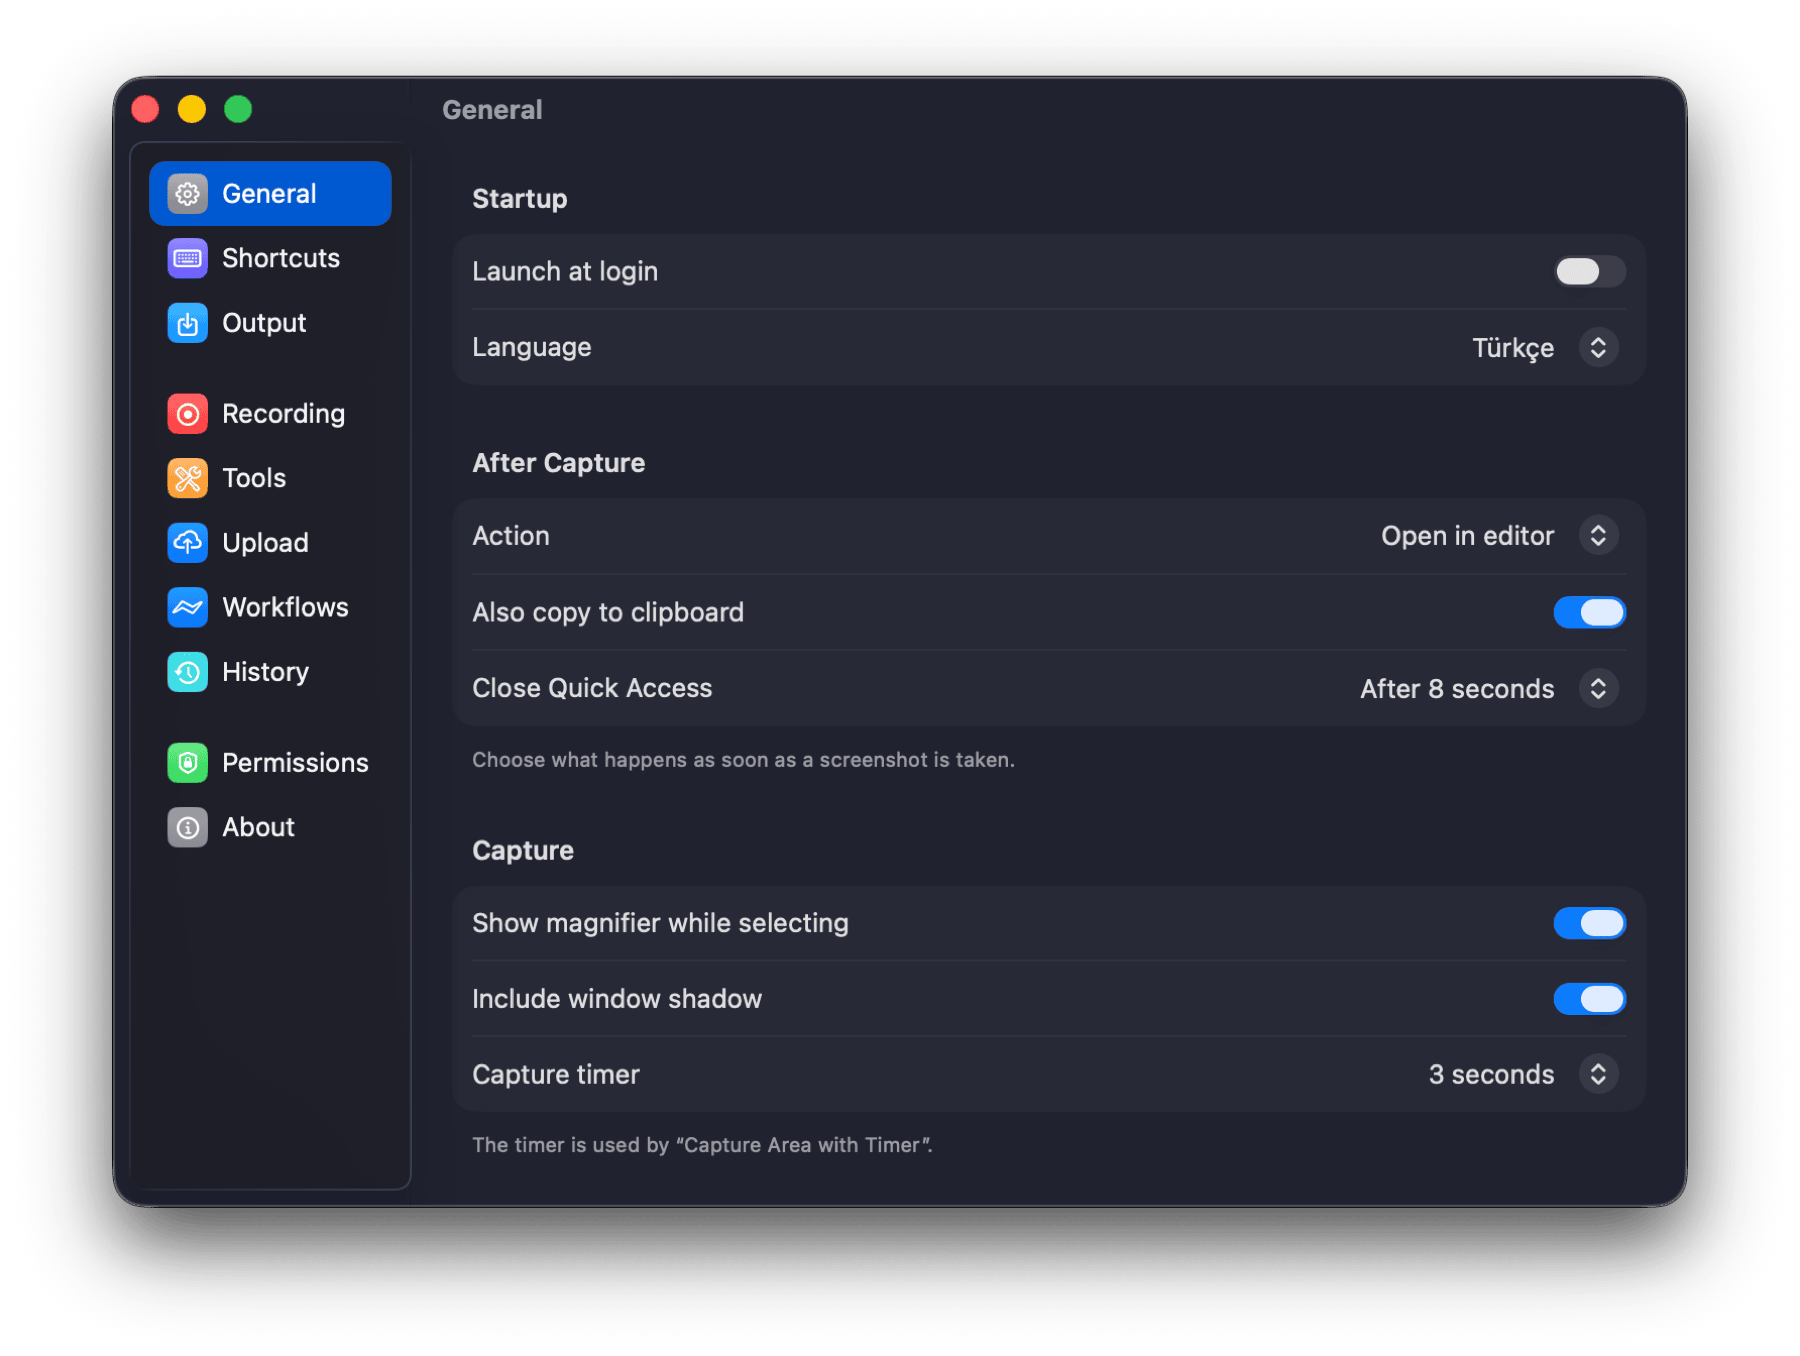 General
General
Shortcuts
Output
Recording
Tools
Upload
Workflows
History
Permissions
About
Startup
Launch at login
Language Türkçe
After Capture
Action Open in editor
Also copy to clipboard
Close Quick Access After 8 seconds
Choose what happens as soon as a screenshot is taken.
Capture
Show magnifier while selecting
Include window shadow
Capture timer 3 seconds
The timer is used by “Capture Area with Timer”.